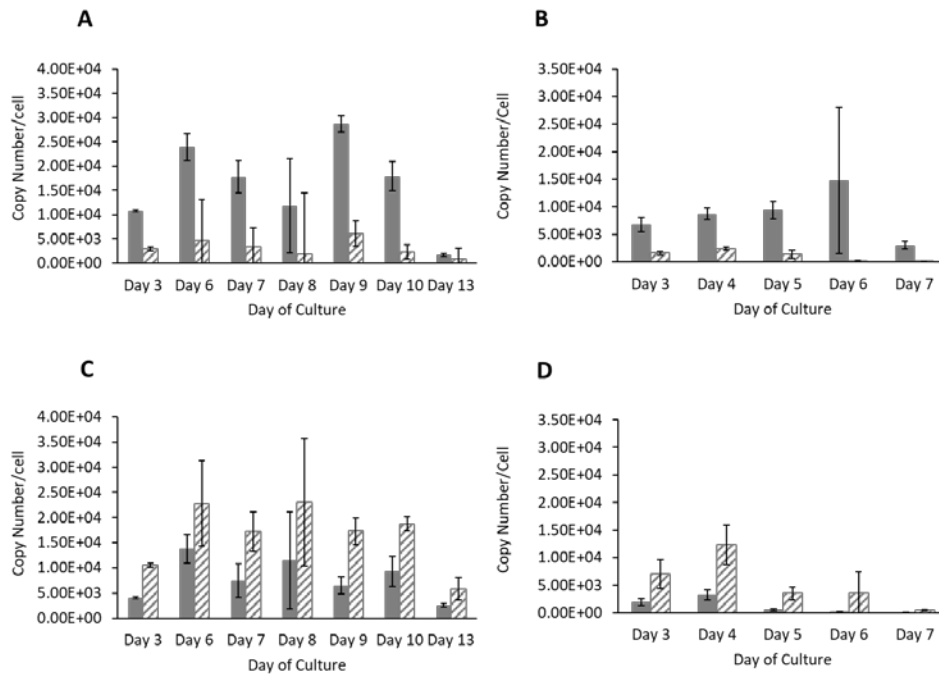 A
Copy Number/cell
4.00E+04
3.50E+04
3.00E+04
2.50E+04
2.00E+04
1.50E+04
1.00E+04
5.00E+03
0.00E+00
Day 3 Day 6 Day 7 Day 8 Day 9 Day 10 Day 13
Day of Culture
B
Copy Number/Cell
3.50E+04
3.00E+04
2.50E+04
2.00E+04
1.50E+04
1.00E+04
5.00E+03
0.00E+00
Day 3 Day 4 Day 5 Day 6 Day 7
Day of Culture
C
Copy Number/cell
4.00E+04
3.50E+04
3.00E+04
2.50E+04
2.00E+04
1.50E+04
1.00E+04
5.00E+03
0.00E+00
Day 3 Day 6 Day 7 Day 8 Day 9 Day 10 Day 13
Day of Culture
D
Copy Number/Cell
3.50E+04
3.00E+04
2.50E+04
2.00E+04
1.50E+04
1.00E+04
5.00E+03
0.00E+00
Day 3 Day 4 Day 5 Day 6 Day 7
Day of Culture